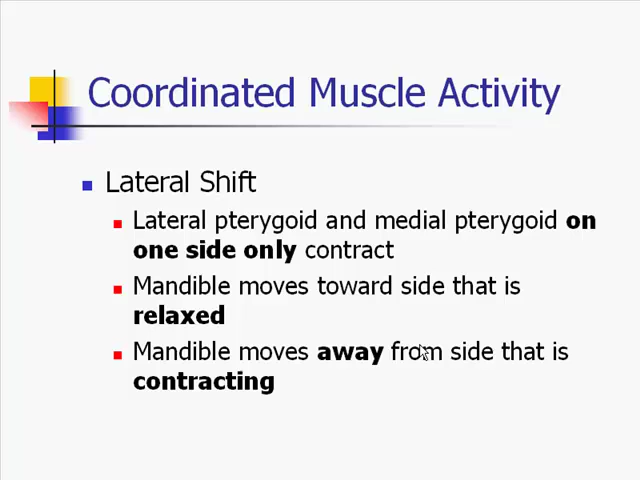 Coordinated Muscle Activity
Lateral Shift
Lateral pterygoid and medial pterygoid on
one side only contract
Mandible moves toward side that is
relaxed
Mandible moves away from side that is
contracting